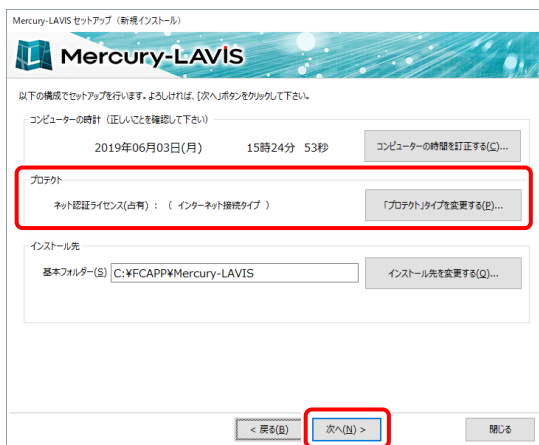 Mercury-LAVIS セットアップ（新規インストール）
Mercury-LAVIS
以下の構成でセットアップを行います。よろしければ、[次へ]ボタンをクリックして下さい。
コンピューターの時計（正しいことを確認して下さい）
2019年06月03日(月) 15時24分 53秒 コンピューターの時間を訂正する(C)...
プロテクト
ネット認証ライセンス(占有) ： （ インターネット接続タイプ ） 「プロテクト」タイプを変更する(P)...
インストール先
基本フォルダー(S) C:¥FCAPP¥Mercury-LAVIS インストール先を変更する(O)...
< 戻る(B) 次へ(N) > 閉じる